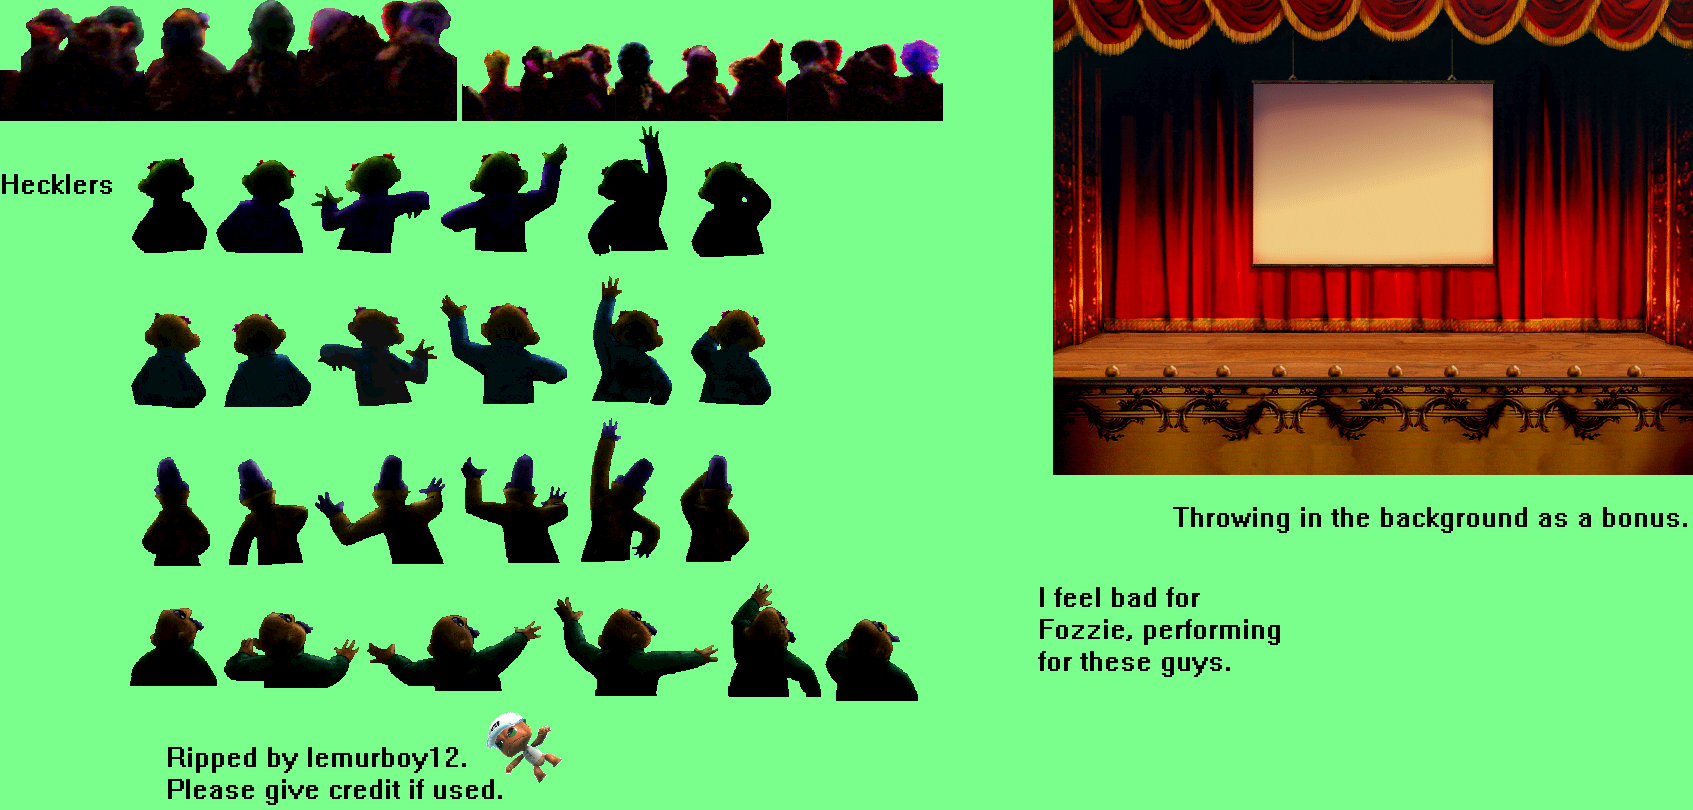 Hecklers
Throwing in the background as a bonus.
I feel bad for
Fozzie, performing
for these guys.
Ripped by lemurboy12.
Please give credit if used.